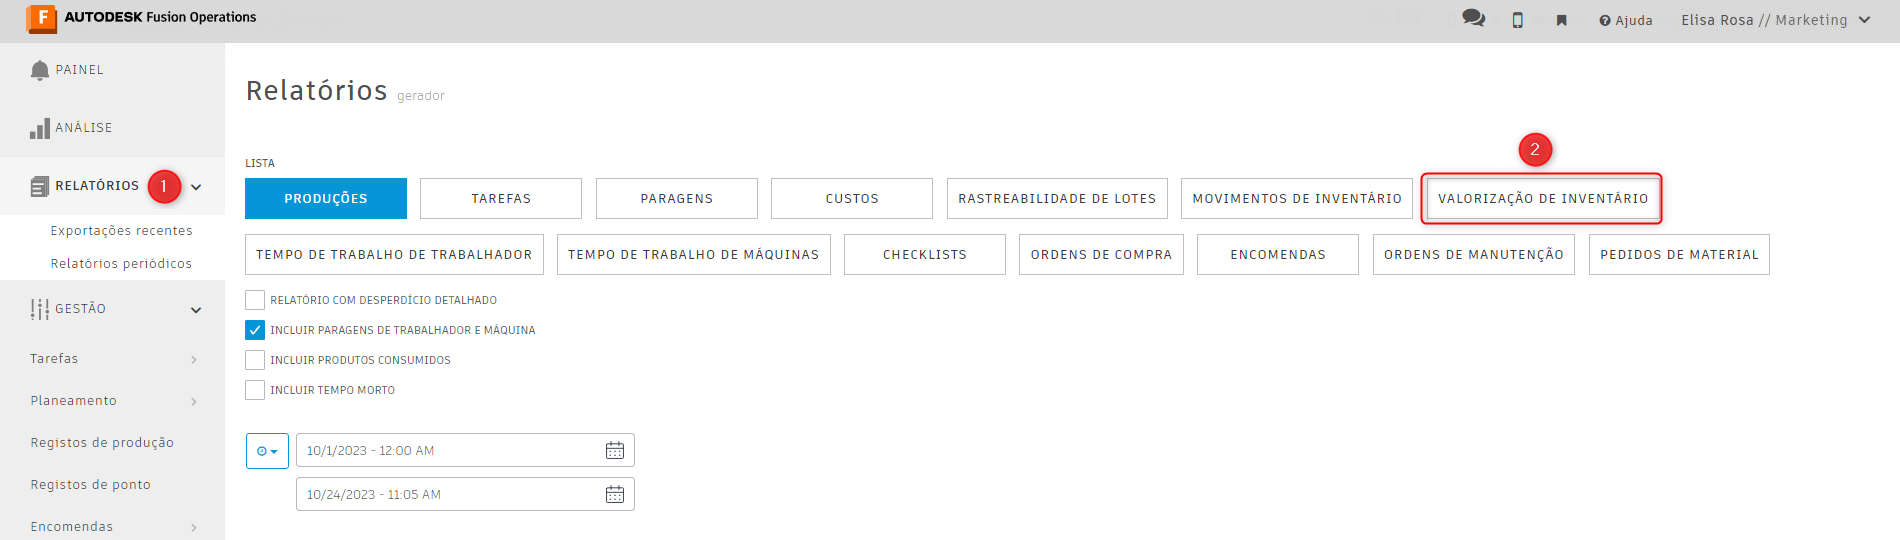 F AUTODESK Fusion Operations
Ajuda
Elisa Rosa // Marketing
PAINEL
ANÁLISE
RELATÓRIOS 1
Exportações recentes
Relatórios periódicos
GESTÃO
Tarefas
Planeamento
Registos de produção
Registos de ponto
Encomendas
Relatórios gerador
LISTA
2
PRODUÇÕES TAREFAS PARAGENS CUSTOS RASTREABILIDADE DE LOTES MOVIMENTOS DE INVENTÁRIO VALORIZAÇÃO DE INVENTÁRIO
TEMPO DE TRABALHO DE TRABALHADOR TEMPO DE TRABALHO DE MÁQUINAS CHECKLISTS ORDENS DE COMPRA ENCOMENDAS ORDENS DE MANUTENÇÃO PEDIDOS DE MATERIAL
RELATÓRIO COM DESPERDÍCIO DETALHADO
INCLUIR PARAGENS DE TRABALHADOR E MÁQUINA
INCLUIR PRODUTOS CONSUMIDOS
INCLUIR TEMPO MORTO
10/1/2023 - 12:00 AM
10/24/2023 - 11:05 AM